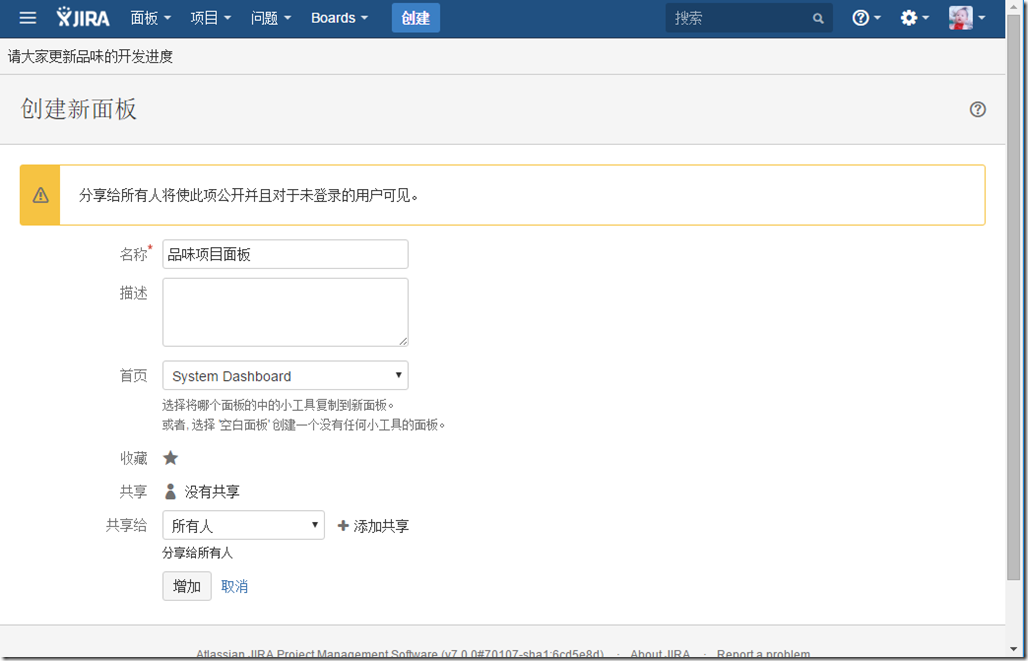 JIRA 面板 项目 问题 Boards 创建 搜索
请大家更新品味的开发进度
创建新面板
分享给所有人将使此项公开并且对于未登录的用户可见。
名称* 品味项目面板
描述
首页 System Dashboard
选择将哪个面板的中的小工具复制到新面板。
或者, 选择 '空白面板' 创建一个没有任何小工具的面板。
收藏
共享 没有共享
共享给 所有人 添加共享
分享给所有人
增加 取消
Atlassian JIRA Project Management Software (v7.0.0#70107-sha1:6cd5e8d) · About JIRA · Report a problem